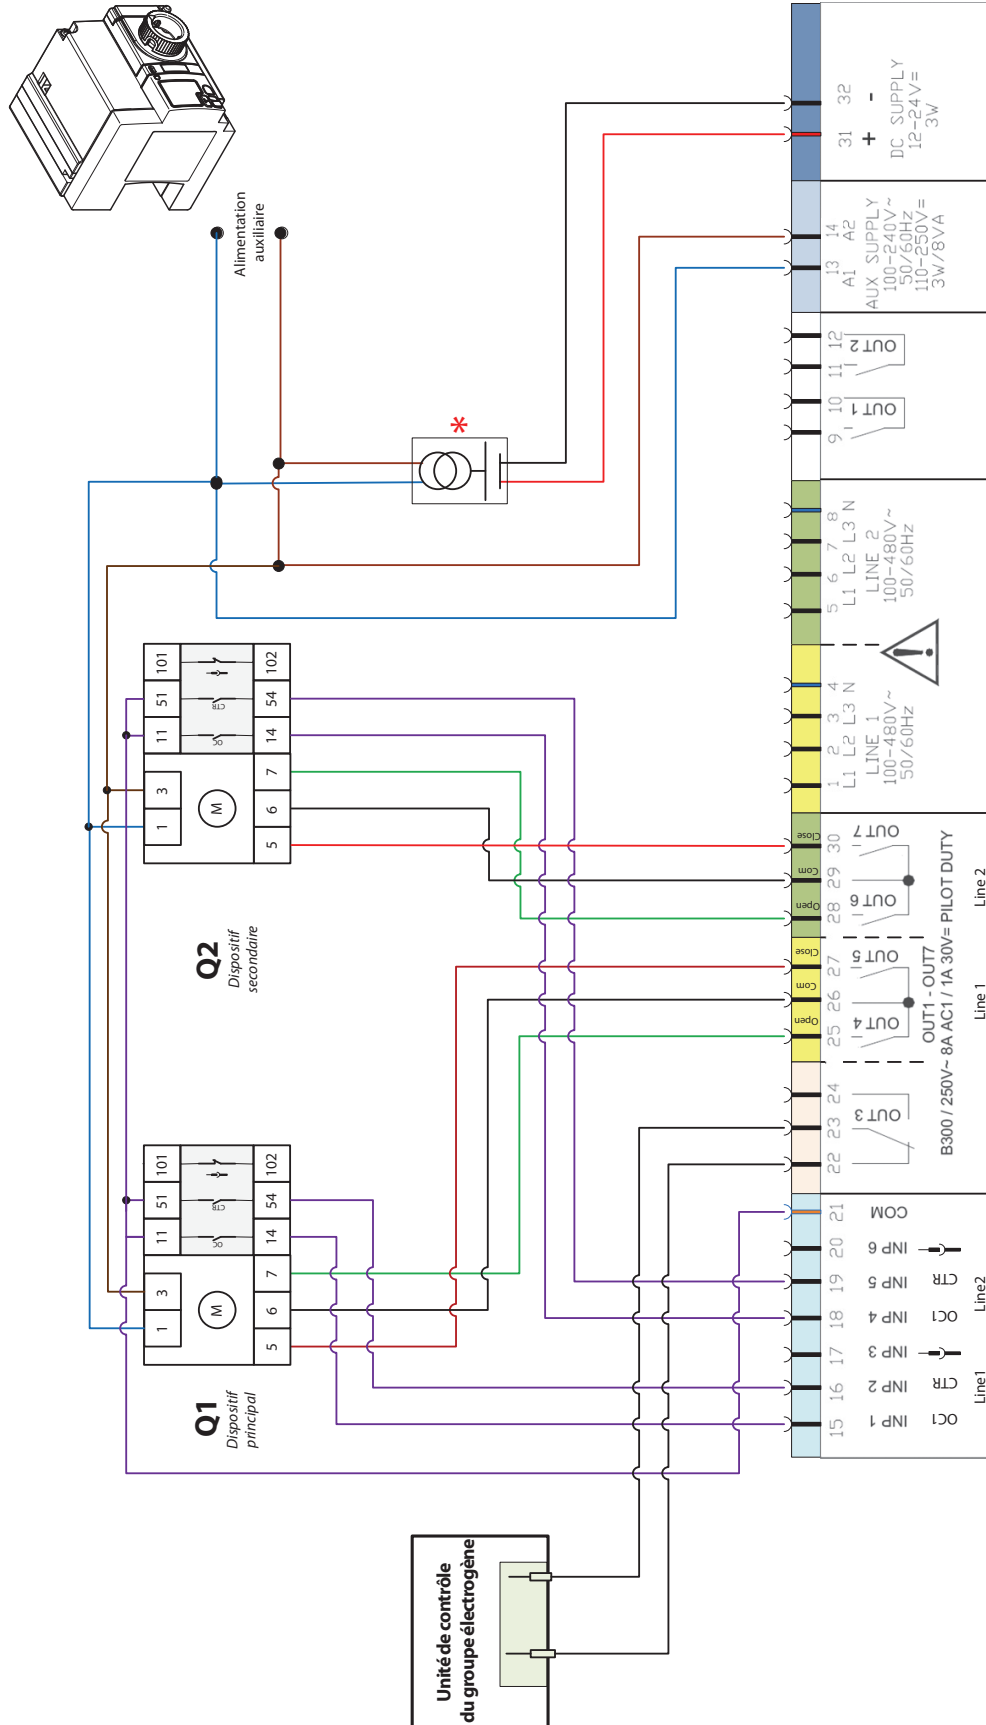 Alimentation
auxiliaire
*
Q2
Dispositif
secondaire
1
3
M
5
6
7
11
51
101
OC
CTR
14
54
102
Q1
Dispositif
principal
1
3
M
5
6
7
11
51
101
OC
CTR
14
54
102
Unité de contrôle
du groupe électrogène
15 16 17 18 19 20 21
INP 1 INP 2 INP 3 INP 4 INP 5 INP 6 COM
OC1 CTR OC1 CTR
Line1 Line2
22 23 24
OUT 3
Open Com Close
25 26 27
OUT 4 OUT 5
Open Com Close
28 29 30
OUT 6 OUT 7
OUT1 - OUT7
B300 / 250V~ 8A AC1 / 1A 30V= PILOT DUTY
Line 1 Line 2
1 2 3 4
L1 L2 L3 N
LINE 1
100-480V~
50/60Hz
5 6 7 8
L1 L2 L3 N
LINE 2
100-480V~
50/60Hz
9 10 11 12
OUT 1 OUT 2
13 14
A1 A2
AUX SUPPLY
100-240V~
50/60Hz
110-250V=
3W/8VA
31 32
+ -
DC SUPPLY
12-24V=
3W